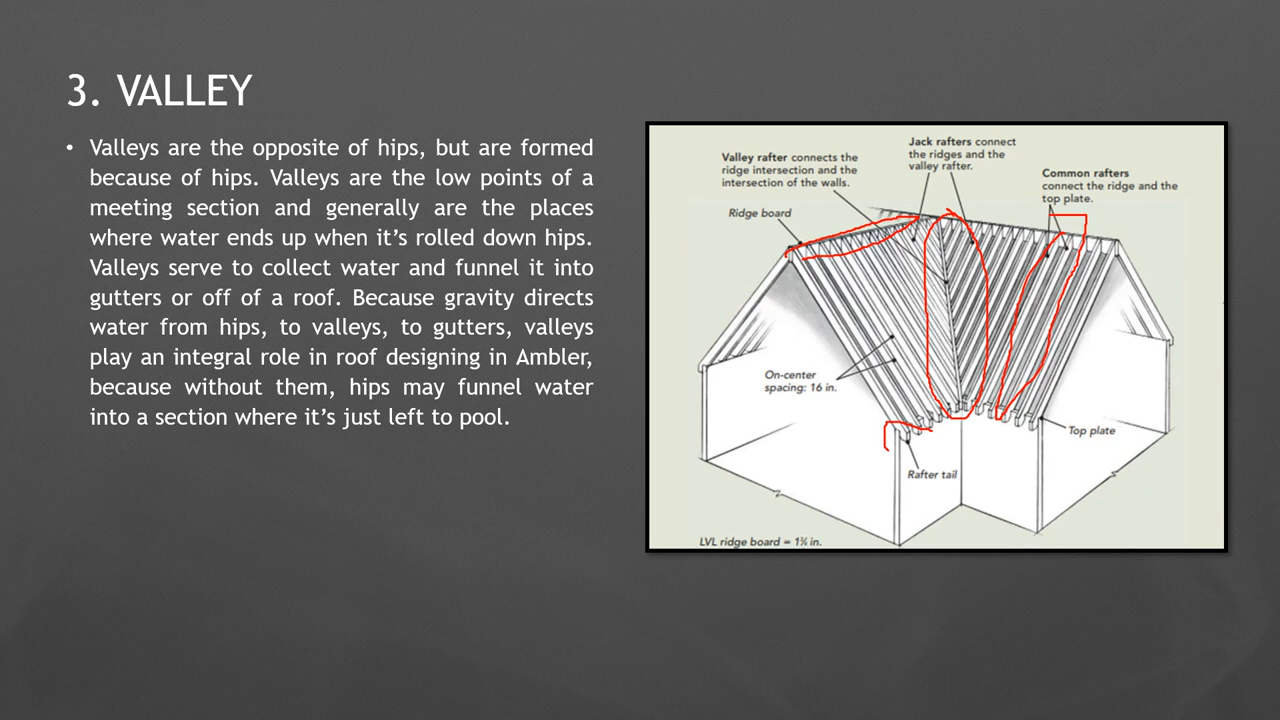 3. VALLEY
• Valleys are the opposite of hips, but are formed
because of hips. Valleys are the low points of a
meeting section and generally are the places
where water ends up when it’s rolled down hips.
Valleys serve to collect water and funnel it into
gutters or off of a roof. Because gravity directs
water from hips, to valleys, to gutters, valleys
play an integral role in roof designing in Ambler,
because without them, hips may funnel water
into a section where it’s just left to pool.
Valley rafter connects the
ridge intersection and the
intersection of the walls.
Jack rafters connect
the ridges and the
valley rafter.
Common rafters
connect the ridge and the
top plate.
Ridge board
On-center
spacing: 16 in.
Top plate
Rafter tail
LVL ridge board = 1¾ in.